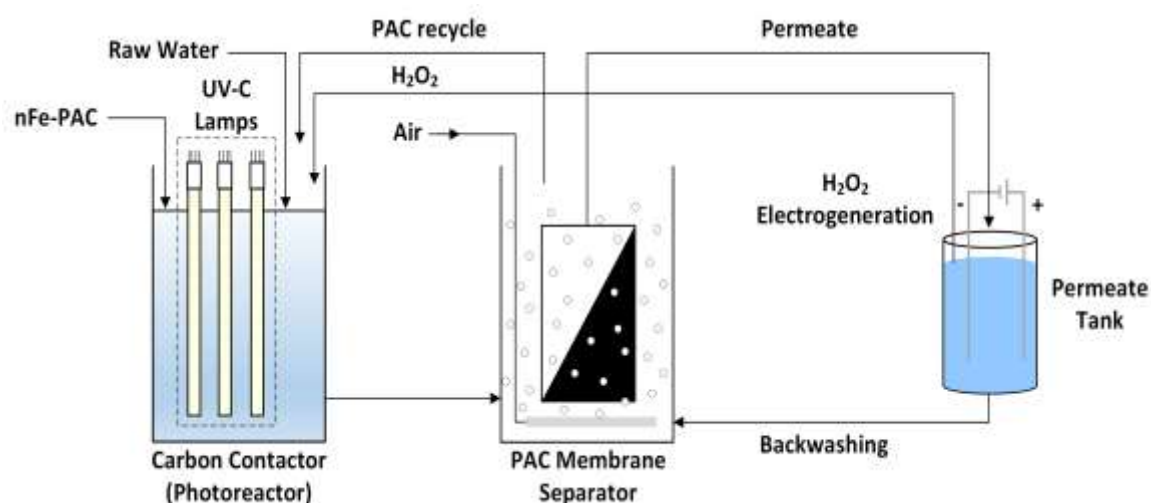 PAC recycle
Permeate
Raw Water
H₂O₂
UV-C
Lamps
nFe-PAC
Air
H₂O₂
Electrogeneration
-
+
Permeate
Tank
Backwashing
Carbon Contactor
(Photoreactor)
PAC Membrane
Separator